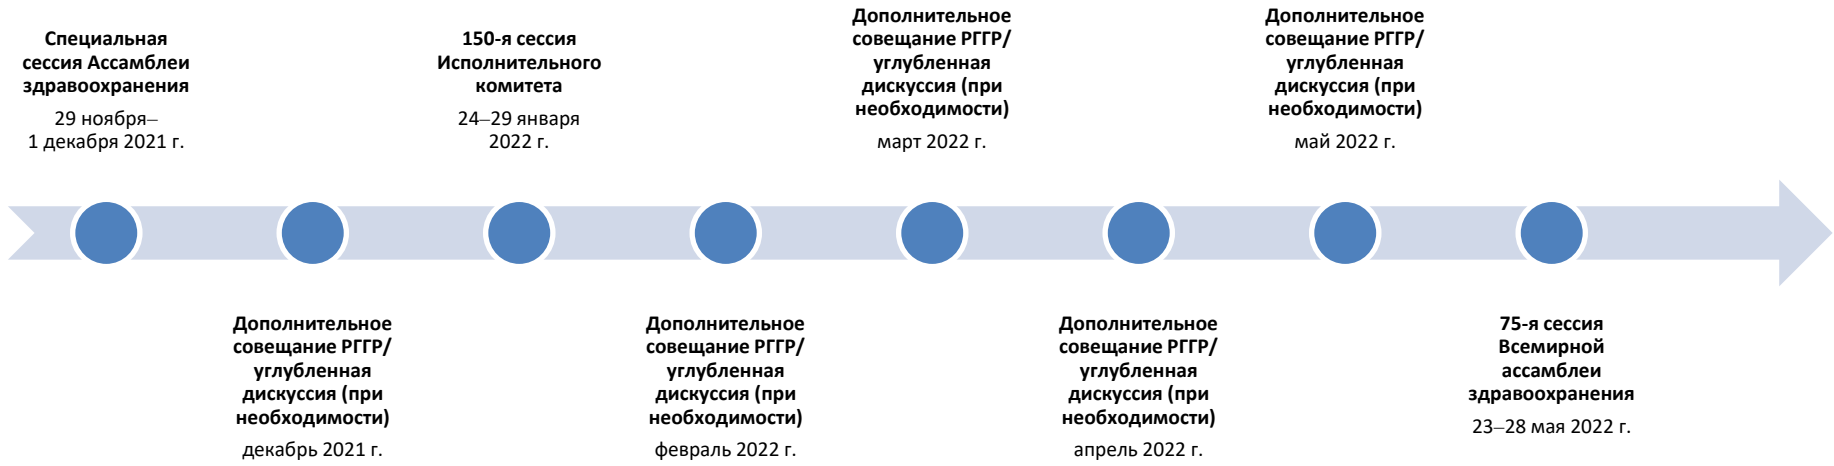 Специальная
сессия Ассамблеи
здравоохранения
29 ноября–
1 декабря 2021 г.
Дополнительное
совещание РГГР/
углубленная
дискуссия (при
необходимости)
декабрь 2021 г.
150-я сессия
Исполнительного
комитета
24–29 января
2022 г.
Дополнительное
совещание РГГР/
углубленная
дискуссия (при
необходимости)
февраль 2022 г.
Дополнительное
совещание РГГР/
углубленная
дискуссия (при
необходимости)
март 2022 г.
Дополнительное
совещание РГГР/
углубленная
дискуссия (при
необходимости)
апрель 2022 г.
Дополнительное
совещание РГГР/
углубленная
дискуссия (при
необходимости)
май 2022 г.
75-я сессия
Всемирной
ассамблеи
здравоохранения
23–28 мая 2022 г.